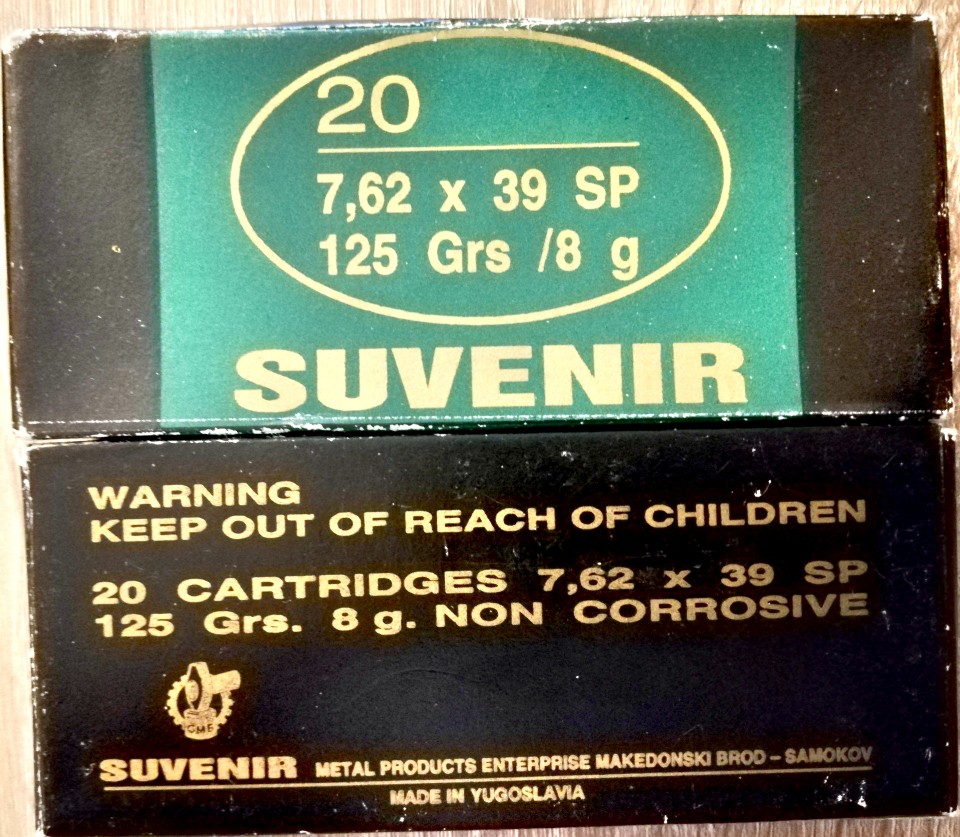 20
7,62 x 39 SP
125 Grs /8 g
SUVENIR
WARNING
KEEP OUT OF REACH OF CHILDREN
20 CARTRIDGES 7,62 x 39 SP
125 Grs. 8 g. NON CORROSIVE
SUVENIR METAL PRODUCTS ENTERPRISE MAKEDONSKI BROD – SAMOKOV
MADE IN YUGOSLAVIA